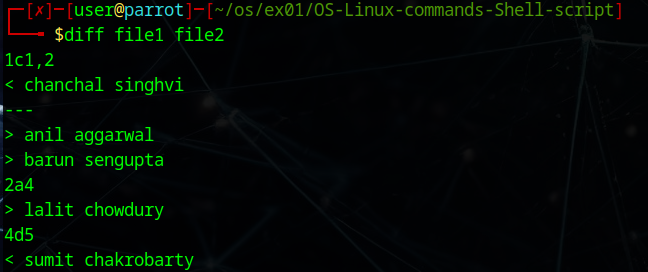 ┌─[✗]─[user@parrot]─[~/os/ex01/OS-Linux-commands-Shell-script]
└──╼ $diff file1 file2
1c1,2
< chanchal singhvi
---
> anil aggarwal
> barun sengupta
2a4
> lalit chowdury
4d5
< sumit chakrobarty